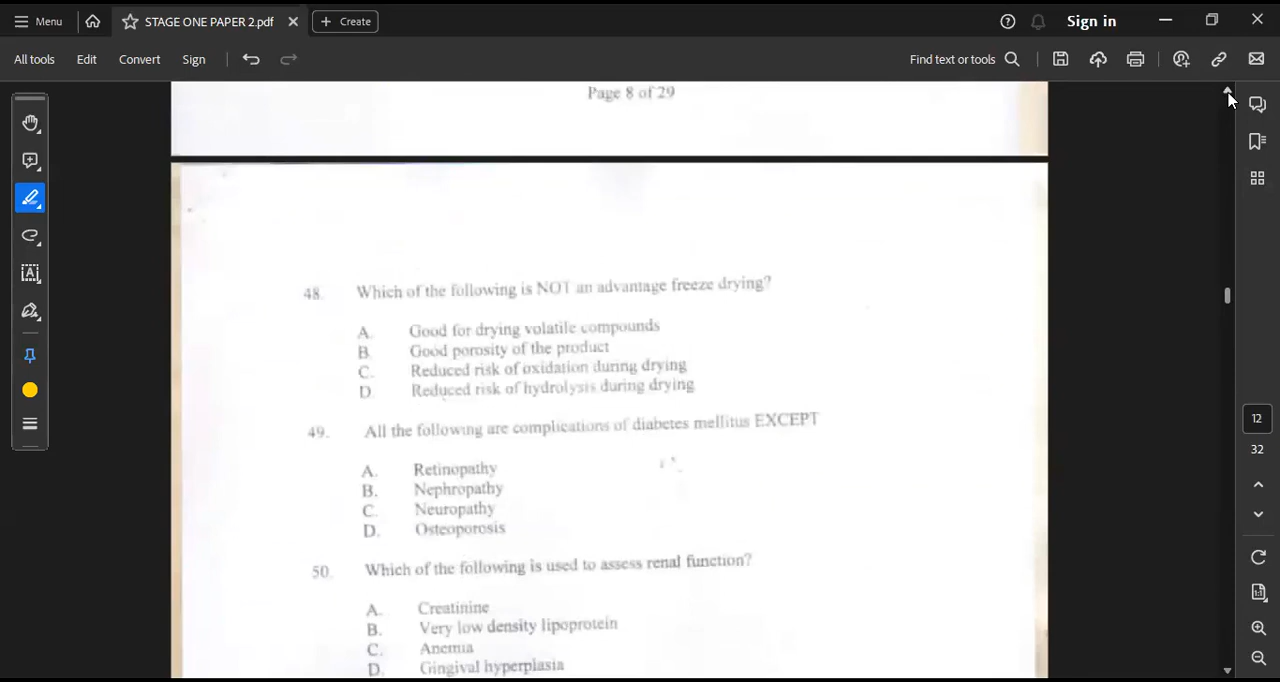 Menu
STAGE ONE PAPER 2.pdf
Create
Sign in
All tools
Edit
Convert
Sign
Find text or tools
Page 8 of 29
48. Which of the following is NOT an advantage freeze drying?
A. Good for drying volatile compounds
B. Good porosity of the product
C. Reduced risk of oxidation during drying
D. Reduced risk of hydrolysis during drying
49. All the following are complications of diabetes mellitus EXCEPT
A. Retinopathy
B. Nephropathy
C. Neuropathy
D. Osteoporosis
50. Which of the following is used to assess renal function?
A. Creatinine
B. Very low density lipoprotein
C. Anemia
D. Gingival hyperplasia
12
32